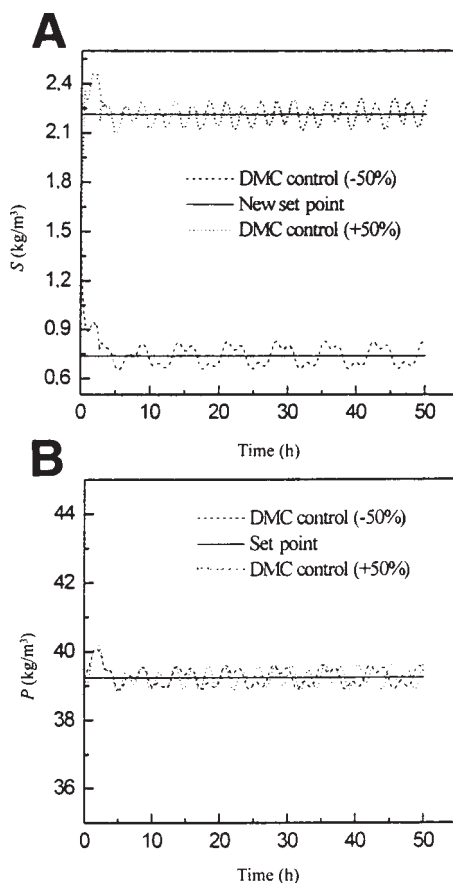 A
2.4
2.1
1.8
1.5
1.2
0.9
0.6
S (kg/m³)
DMC control (-50%)
New set point
DMC control (+50%)
0 10 20 30 40 50
Time (h)
B
44
42
40
38
36
P (kg/m³)
DMC control (-50%)
Set point
DMC control (+50%)
0 10 20 30 40 50
Time (h)